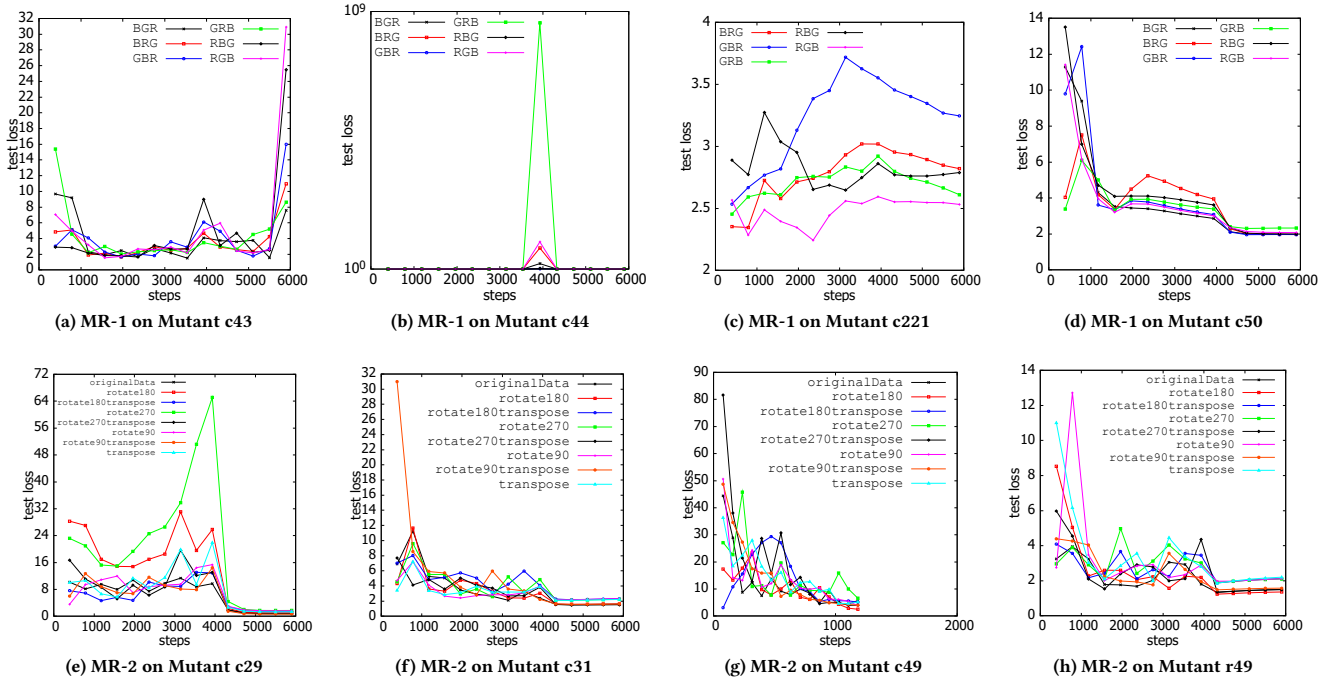 32
30
28
26
24
22
20
18
16
14
12
10
8
6
4
2
0
test loss
BGR GRB
BRG RBG
GBR RGB
0 1000 2000 3000 4000 5000 6000
steps
(a) MR-1 on Mutant c43
10^9
10^0
test loss
BGR GRB
BRG RBG
GBR RGB
0 1000 2000 3000 4000 5000 6000
steps
(b) MR-1 on Mutant c44
4
3.5
3
2.5
2
test loss
BRG RBG
GBR RGB
GRB
0 1000 2000 3000 4000 5000 6000
steps
(c) MR-1 on Mutant c221
14
12
10
8
6
4
2
0
test loss
BGR GRB
BRG RBG
GBR RGB
0 1000 2000 3000 4000 5000 6000
steps
(d) MR-1 on Mutant c50
72
60
48
36
24
12
0
test loss
originalData
rotate180
rotate180transpose
rotate270
rotate270transpose
rotate90
rotate90transpose
transpose
0 1000 2000 3000 4000 5000 6000
steps
(e) MR-2 on Mutant c29
32
30
28
26
24
22
20
18
16
14
12
10
8
6
4
2
0
test loss
originalData
rotate180
rotate180transpose
rotate270
rotate270transpose
rotate90
rotate90transpose
transpose
0 1000 2000 3000 4000 5000 6000
steps
(f) MR-2 on Mutant c31
90
80
70
60
50
40
30
20
10
0
test loss
originalData
rotate180
rotate180transpose
rotate270
rotate270transpose
rotate90
rotate90transpose
transpose
0 1000 2000
steps
(g) MR-2 on Mutant c49
14
12
10
8
6
4
2
0
test loss
originalData
rotate180
rotate180transpose
rotate270
rotate270transpose
rotate90
rotate90transpose
transpose
0 1000 2000 3000 4000 5000 6000
steps
(h) MR-2 on Mutant r49